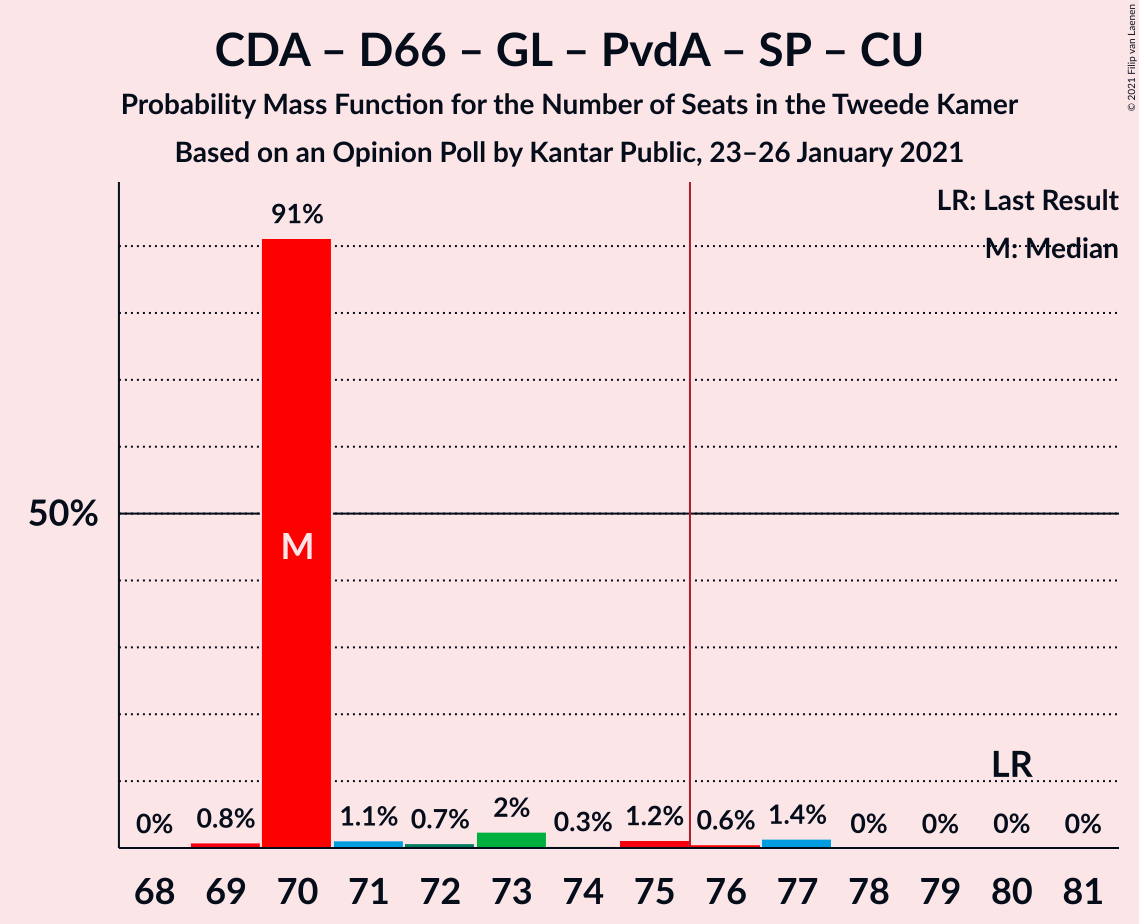 CDA – D66 – GL – PvdA – SP – CU
Probability Mass Function for the Number of Seats in the Tweede Kamer
Based on an Opinion Poll by Kantar Public, 23–26 January 2021
© 2021 Filip van Laenen
LR: Last Result
M: Median
91%
50%
M
LR
0% 0.8% 1.1% 0.7% 2% 0.3% 1.2% 0.6% 1.4% 0% 0% 0% 0%
68 69 70 71 72 73 74 75 76 77 78 79 80 81